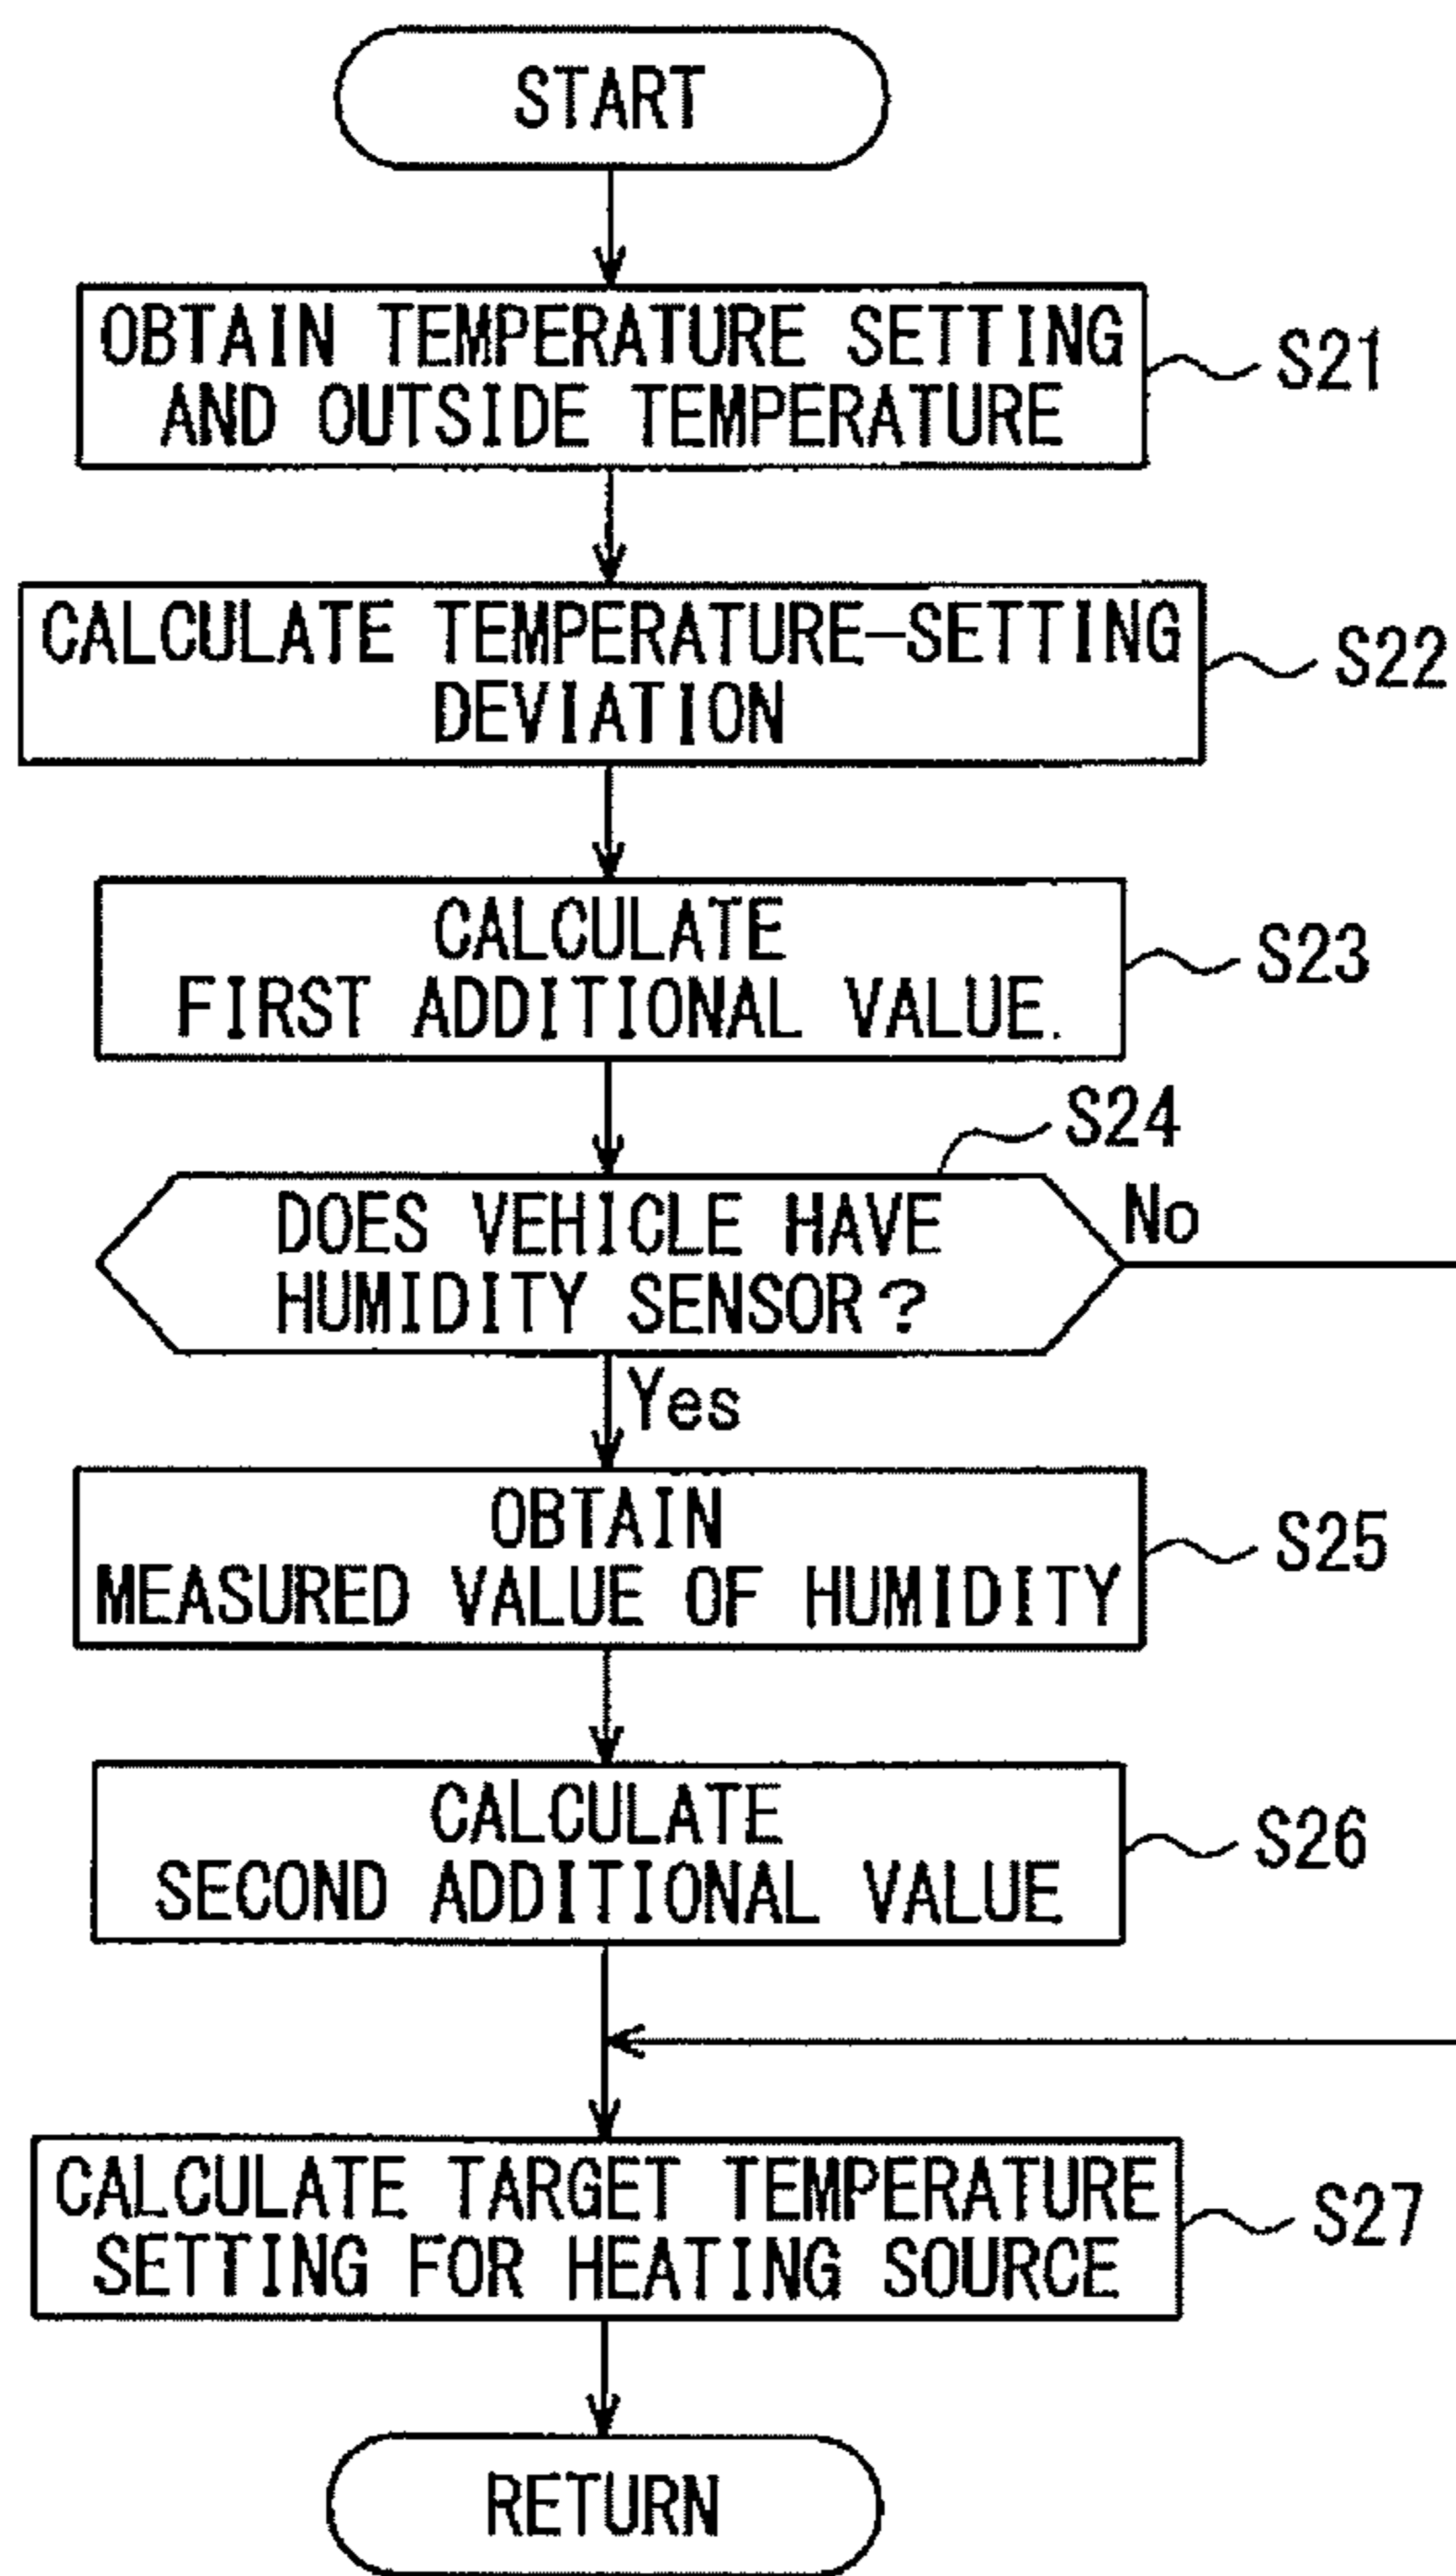 START
OBTAIN TEMPERATURE SETTING
AND OUTSIDE TEMPERATURE
S21
CALCULATE TEMPERATURE-SETTING
DEVIATION
S22
CALCULATE
FIRST ADDITIONAL VALUE.
S23
S24
DOES VEHICLE HAVE
HUMIDITY SENSOR?
No
Yes
OBTAIN
MEASURED VALUE OF HUMIDITY
S25
CALCULATE
SECOND ADDITIONAL VALUE
S26
CALCULATE TARGET TEMPERATURE
SETTING FOR HEATING SOURCE
S27
RETURN